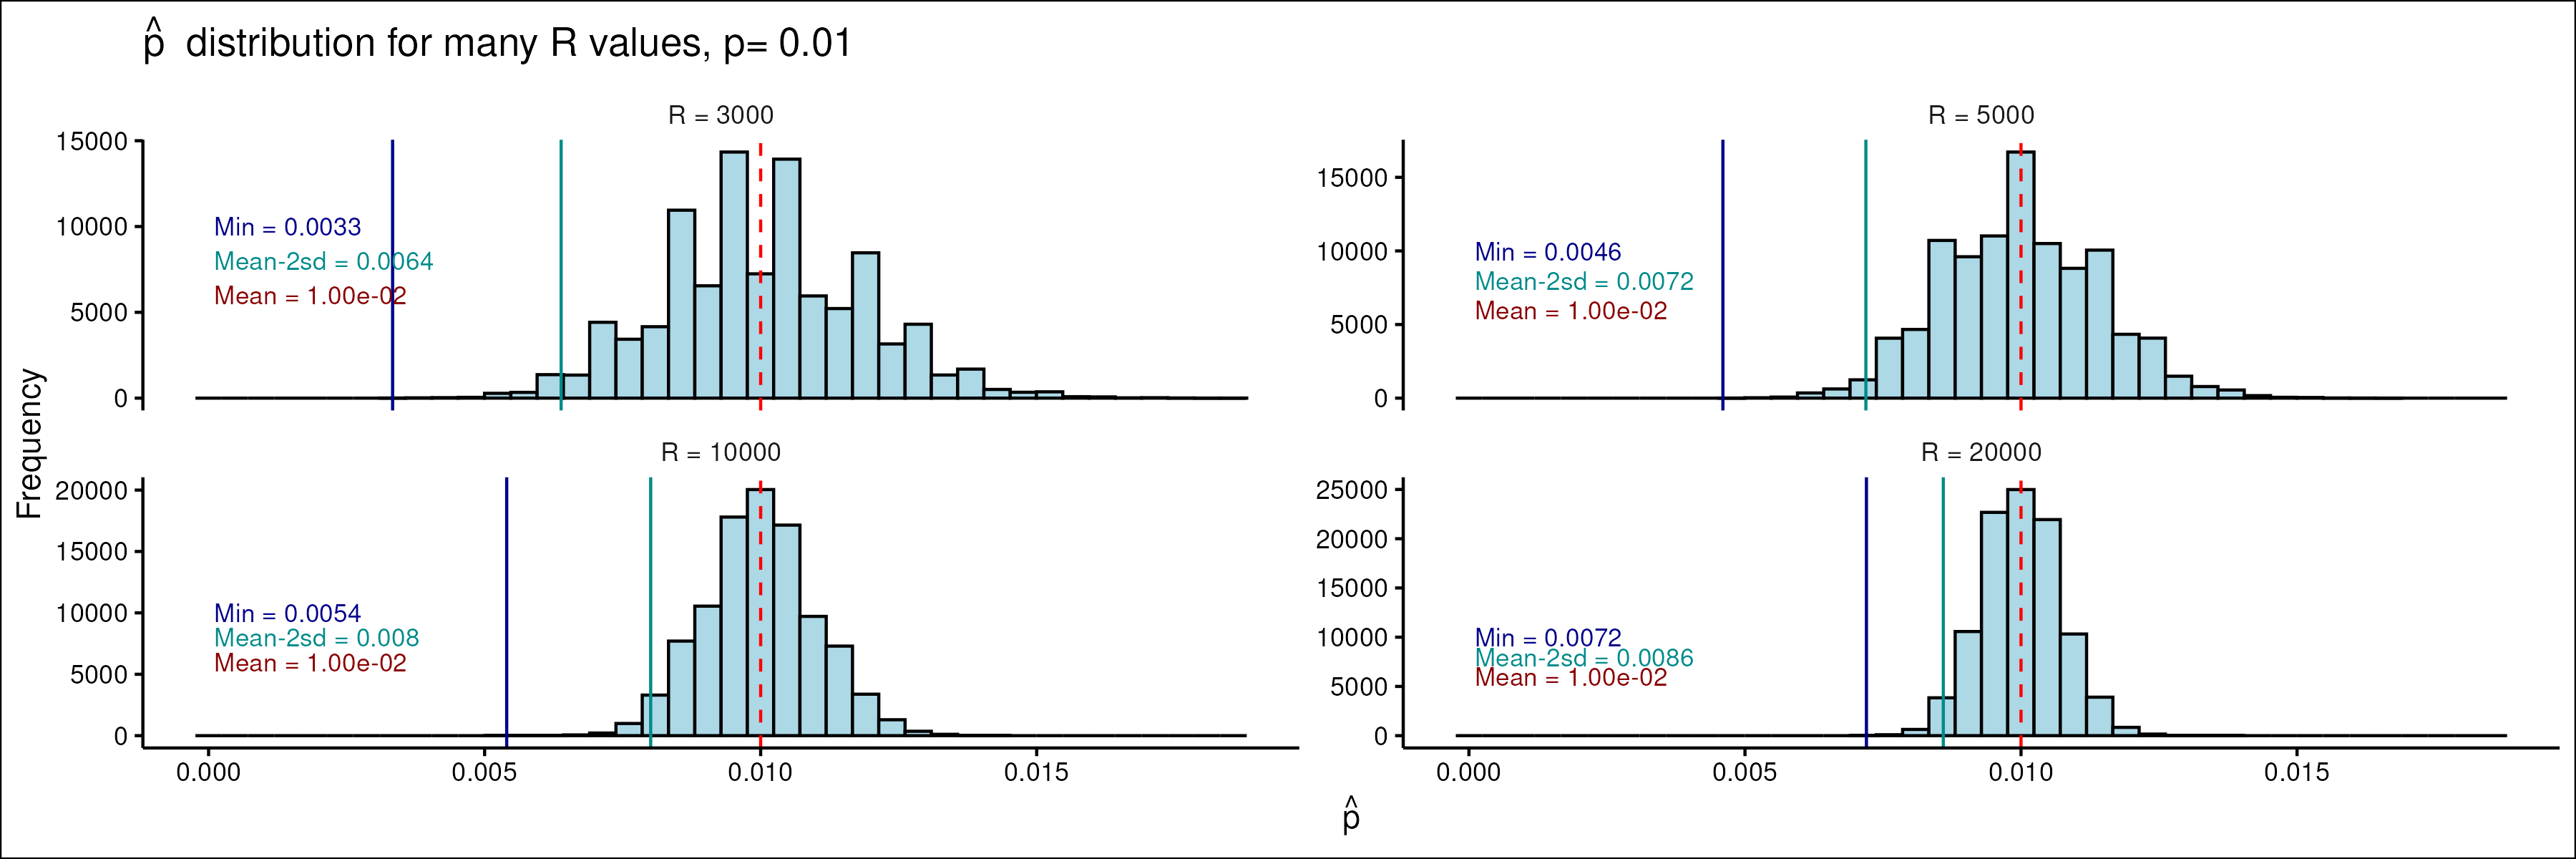 p̂ distribution for many R values, p= 0.01
Frequency
R = 3000
15000
10000
5000
0
Min = 0.0033
Mean-2sd = 0.0064
Mean = 1.00e-02
R = 5000
15000
10000
5000
0
Min = 0.0046
Mean-2sd = 0.0072
Mean = 1.00e-02
R = 10000
20000
15000
10000
5000
0
Min = 0.0054
Mean-2sd = 0.008
Mean = 1.00e-02
0.000 0.005 0.010 0.015
R = 20000
25000
20000
15000
10000
5000
0
Min = 0.0072
Mean-2sd = 0.0086
Mean = 1.00e-02
0.000 0.005 0.010 0.015
p̂